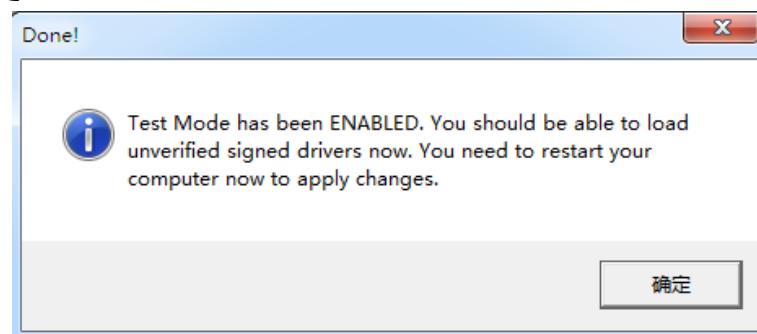 Done!
Test Mode has been ENABLED. You should be able to load
unverified signed drivers now. You need to restart your
computer now to apply changes.
确定